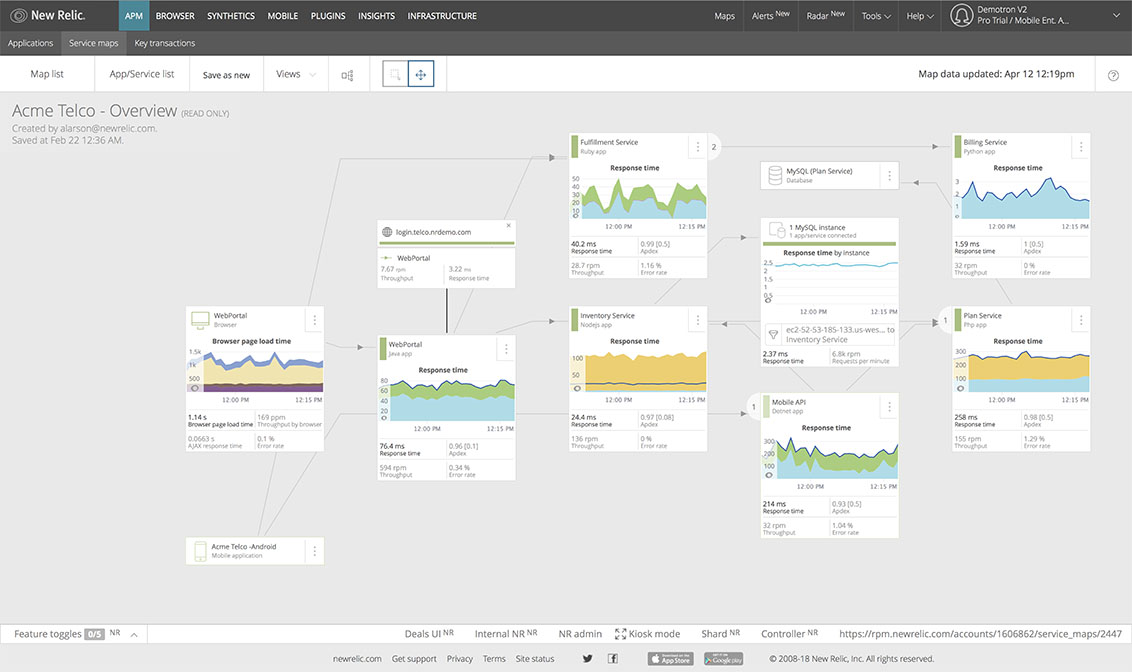 New Relic.
APM BROWSER SYNTHETICS MOBILE PLUGINS INSIGHTS INFRASTRUCTURE
Maps Alerts New Radar New Tools Help
Demotron V2
Pro Trial / Mobile Ent. A...
Applications Service maps Key transactions
Map list App/Service list Save as new Views
Map data updated: Apr 12 12:19pm
Acme Telco - Overview (READ ONLY)
Created by alarson@newrelic.com.
Saved at Feb 22 12:36 AM.
WebPortal
Browser
Browser page load time
1.5k
1k
500
0
12:00 PM 12:15 PM
1.14 s
Browser page load time
169 ppm
Throughput by browser
0.0663 s
AJAX response time
0.1 %
Error rate
Acme Telco -Android
Mobile application
login.telco.nrdemo.com
WebPortal
7.67 rpm
Throughput
3.22 ms
Response time
WebPortal
Java app
Response time
80
60
40
20
0
12:00 PM 12:15 PM
76.4 ms
Response time
0.96 [0.1]
Apdex
594 rpm
Throughput
0.34 %
Error rate
Fulfillment Service
Ruby app
2
Response time
50
40
30
20
10
0
12:00 PM 12:15 PM
40.2 ms
Response time
0.99 [0.5]
Apdex
28.7 rpm
Throughput
1.16 %
Error rate
Inventory Service
Nodejs app
Response time
100
50
0
12:00 PM 12:15 PM
24.4 ms
Response time
0.97 [0.08]
Apdex
136 rpm
Throughput
0 %
Error rate
MySQL (Plan Service)
Database
1 MySQL instance
1 app/service connected
Response time by instance
2.5
2
1.5
1
0.5
0
12:00 PM 12:15 PM
ec2-52-53-185-133.us-wes... to
Inventory Service
2.37 ms
Response time
6.8k rpm
Requests per minute
1
Mobile API
Dotnet app
Response time
300
200
100
0
12:00 PM 12:15 PM
214 ms
Response time
0.93 [0.5]
Apdex
32 rpm
Throughput
1.04 %
Error rate
Billing Service
Python app
Response time
3
2
1
0
12:00 PM 12:15 PM
1.59 ms
Response time
1 [0.5]
Apdex
32 rpm
Throughput
0 %
Error rate
1
Plan Service
Php app
Response time
300
200
100
0
12:00 PM 12:15 PM
258 ms
Response time
0.98 [0.5]
Apdex
155 rpm
Throughput
1.29 %
Error rate
Feature toggles 0/5 NR
Deals UI NR Internal NR NR NR admin Kiosk mode Shard NR Controller NR https://rpm.newrelic.com/accounts/1606862/service_maps/2447
newrelic.com Get support Privacy Terms Site status
App Store
Google play
© 2008-18 New Relic, Inc. All rights reserved.